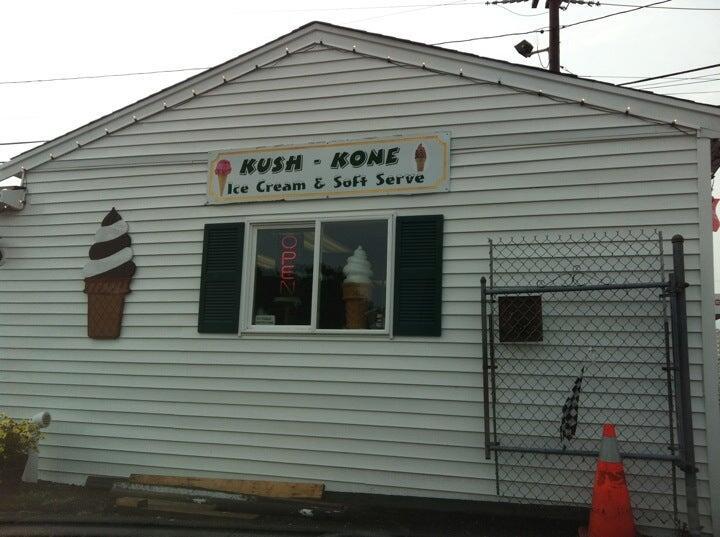 KUSH - KONE
Ice Cream & Soft Serve
OPEN